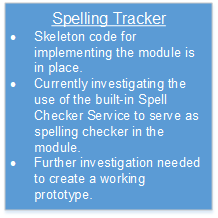 Spelling Tracker
● Skeleton code for
implementing the module is
in place.
● Currently investigating the
use of the built-in Spell
Checker Service to serve as
spelling checker in the
module.
● Further investigation needed
to create a working
prototype.